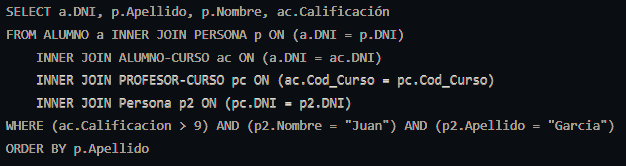 SELECT a.DNI, p.Apellido, p.Nombre, ac.Calificación
FROM ALUMNO a INNER JOIN PERSONA p ON (a.DNI = p.DNI)
INNER JOIN ALUMNO-CURSO ac ON (a.DNI = ac.DNI)
INNER JOIN PROFESOR-CURSO pc ON (ac.Cod_Curso = pc.Cod_Curso)
INNER JOIN Persona p2 ON (pc.DNI = p2.DNI)
WHERE (ac.Calificacion > 9) AND (p2.Nombre = "Juan") AND (p2.Apellido = "Garcia")
ORDER BY p.Apellido